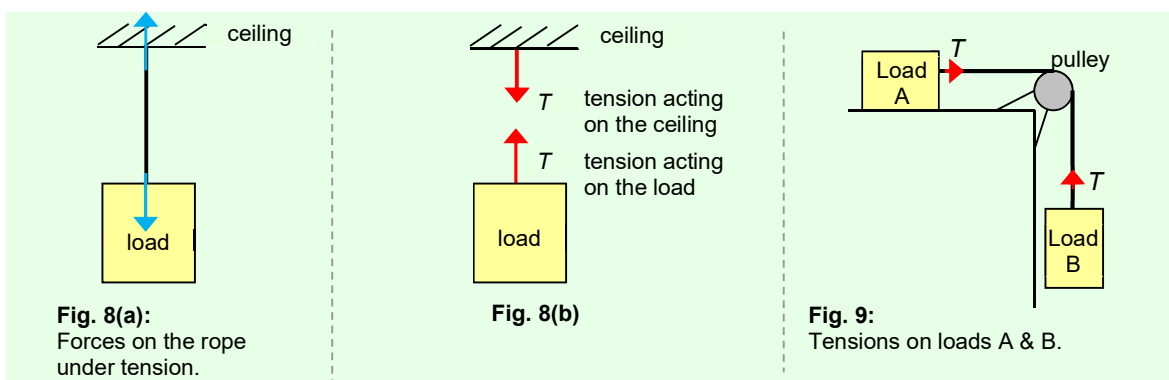 ceiling
load
Fig. 8(a):
Forces on the rope
under tension.
ceiling
T
tension acting
on the ceiling
T
tension acting
on the load
load
Fig. 8(b)
T
pulley
Load
A
T
Load
B
Fig. 9:
Tensions on loads A & B.